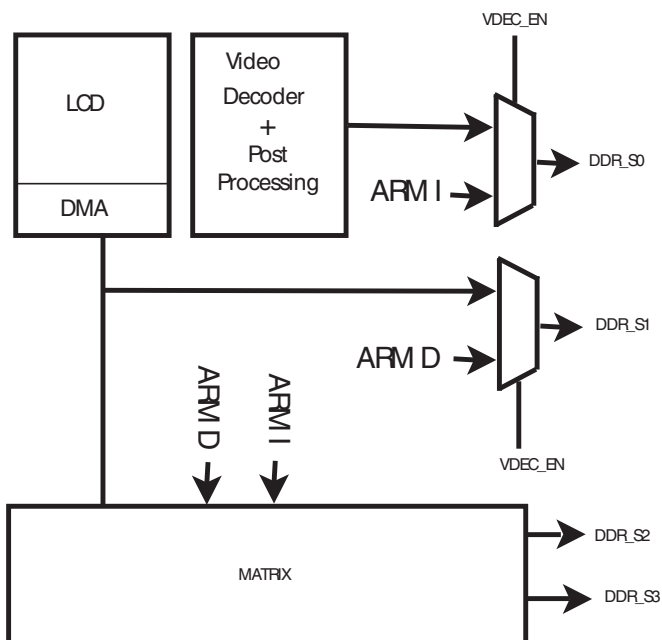 VDEC_EN
LCD
DMA
Video
Decoder
+
Post
Processing
ARM I
DDR_S0
ARM D
DDR_S1
VDEC_EN
ARM D
ARM I
MATRIX
DDR_S2
DDR_S3